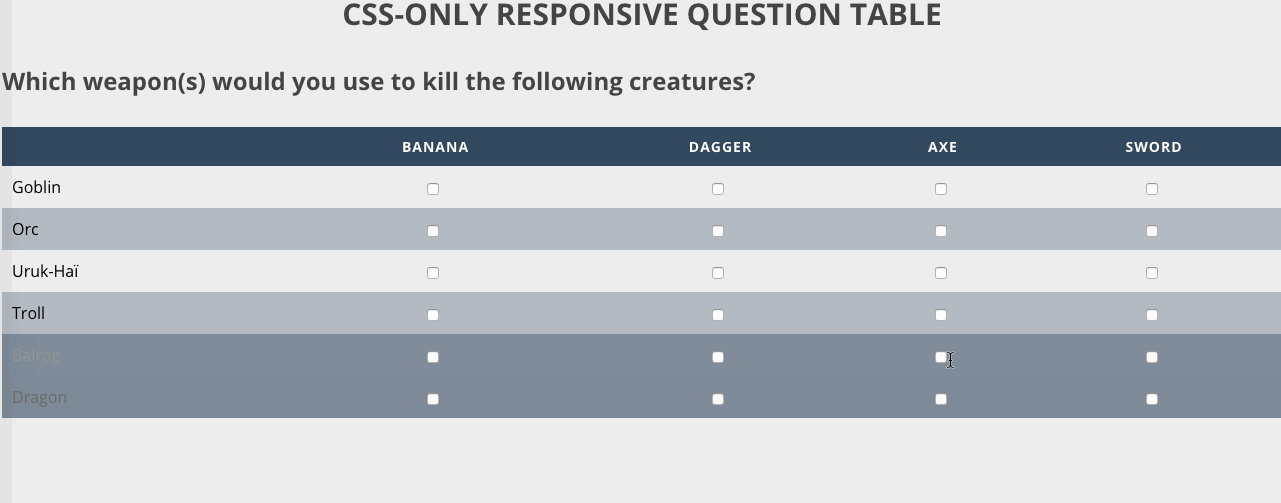 CSS-ONLY RESPONSIVE QUESTION TABLE
Which weapon(s) would you use to kill the following creatures?
BANANA DAGGER AXE SWORD
Goblin
Orc
Uruk-Haï
Troll
Balrog
Dragon